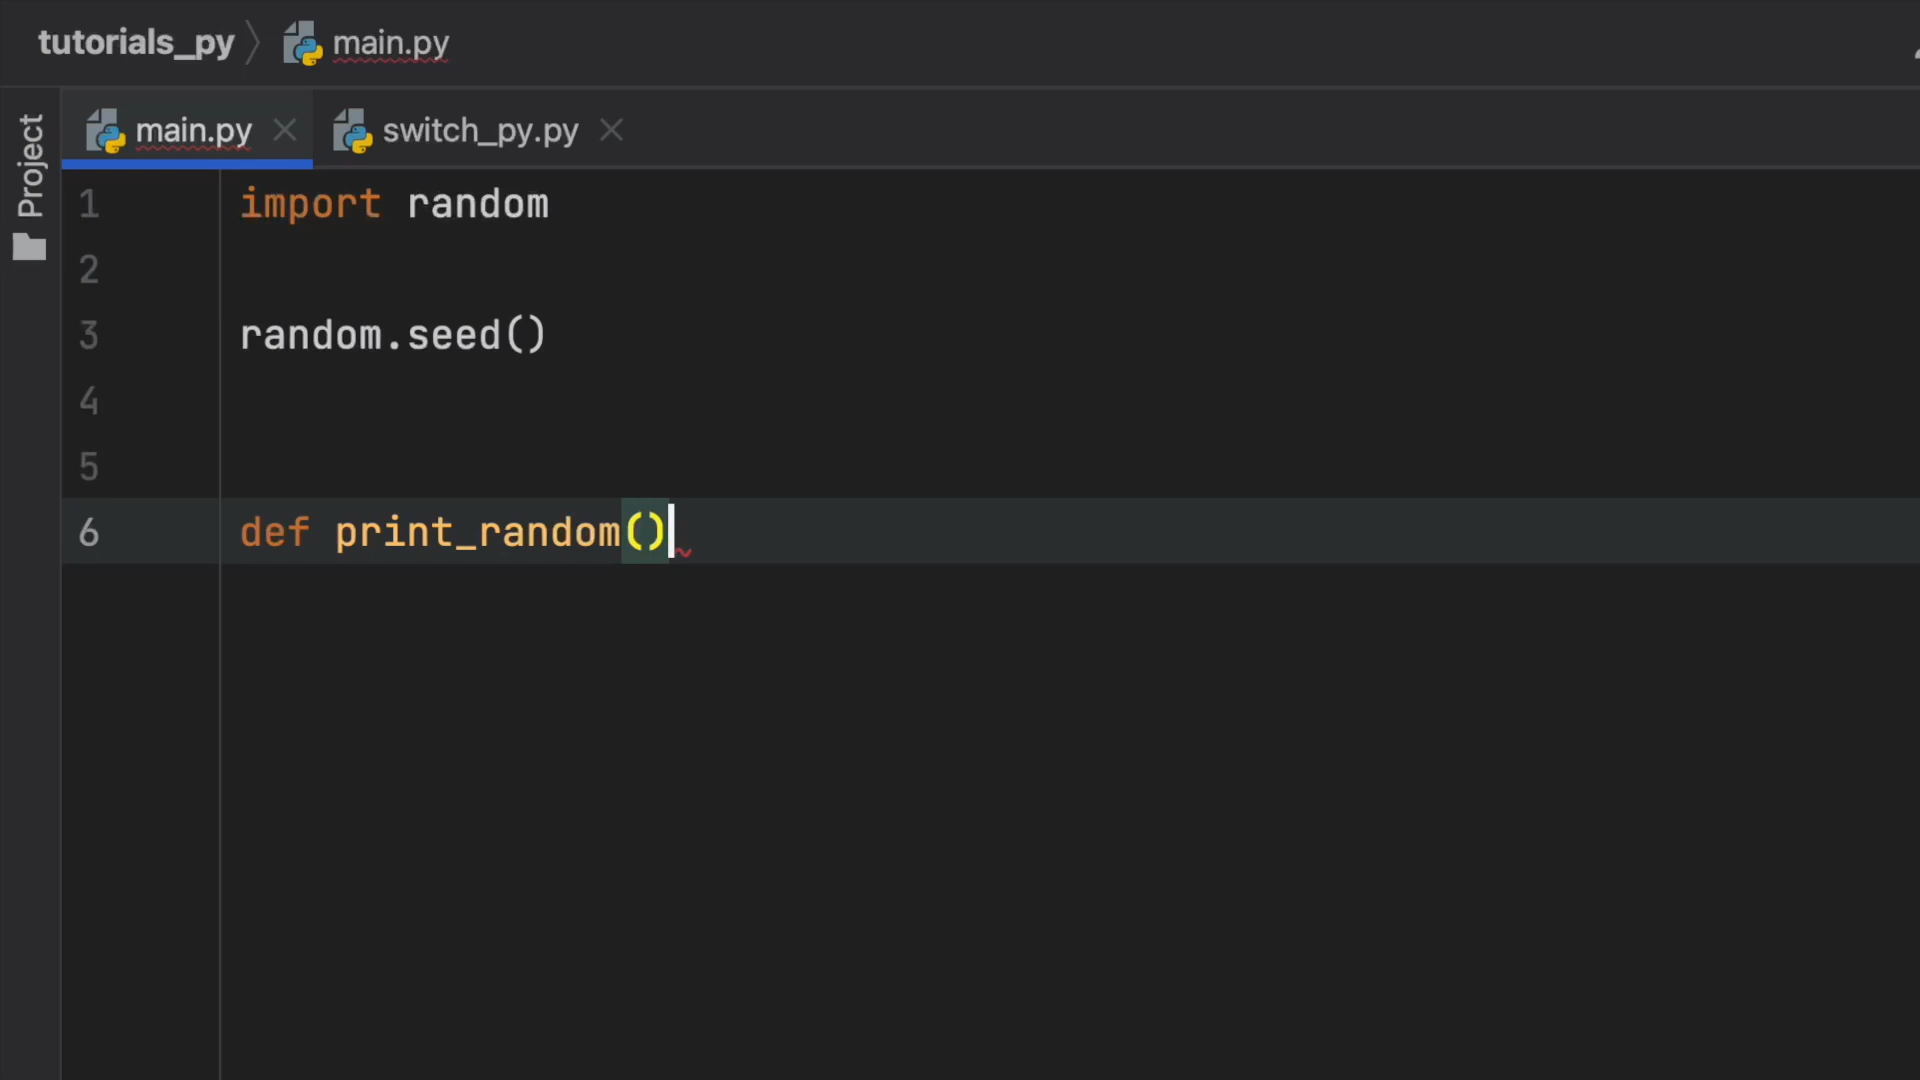 tutorials_py main.py
main.py switch_py.py
Project
1 import random
2
3 random.seed()
4
5
6 def print_random()